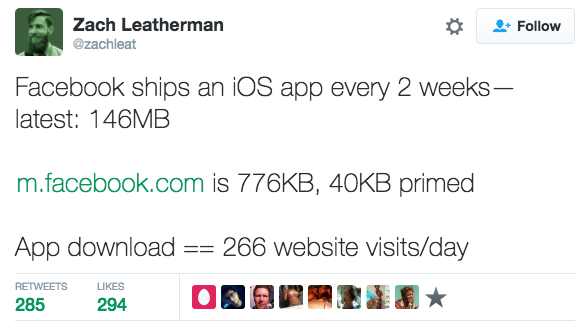 Zach Leatherman
@zachleat
Follow
Facebook ships an iOS app every 2 weeks—
latest: 146MB
m.facebook.com is 776KB, 40KB primed
App download == 266 website visits/day
RETWEETS
285
LIKES
294